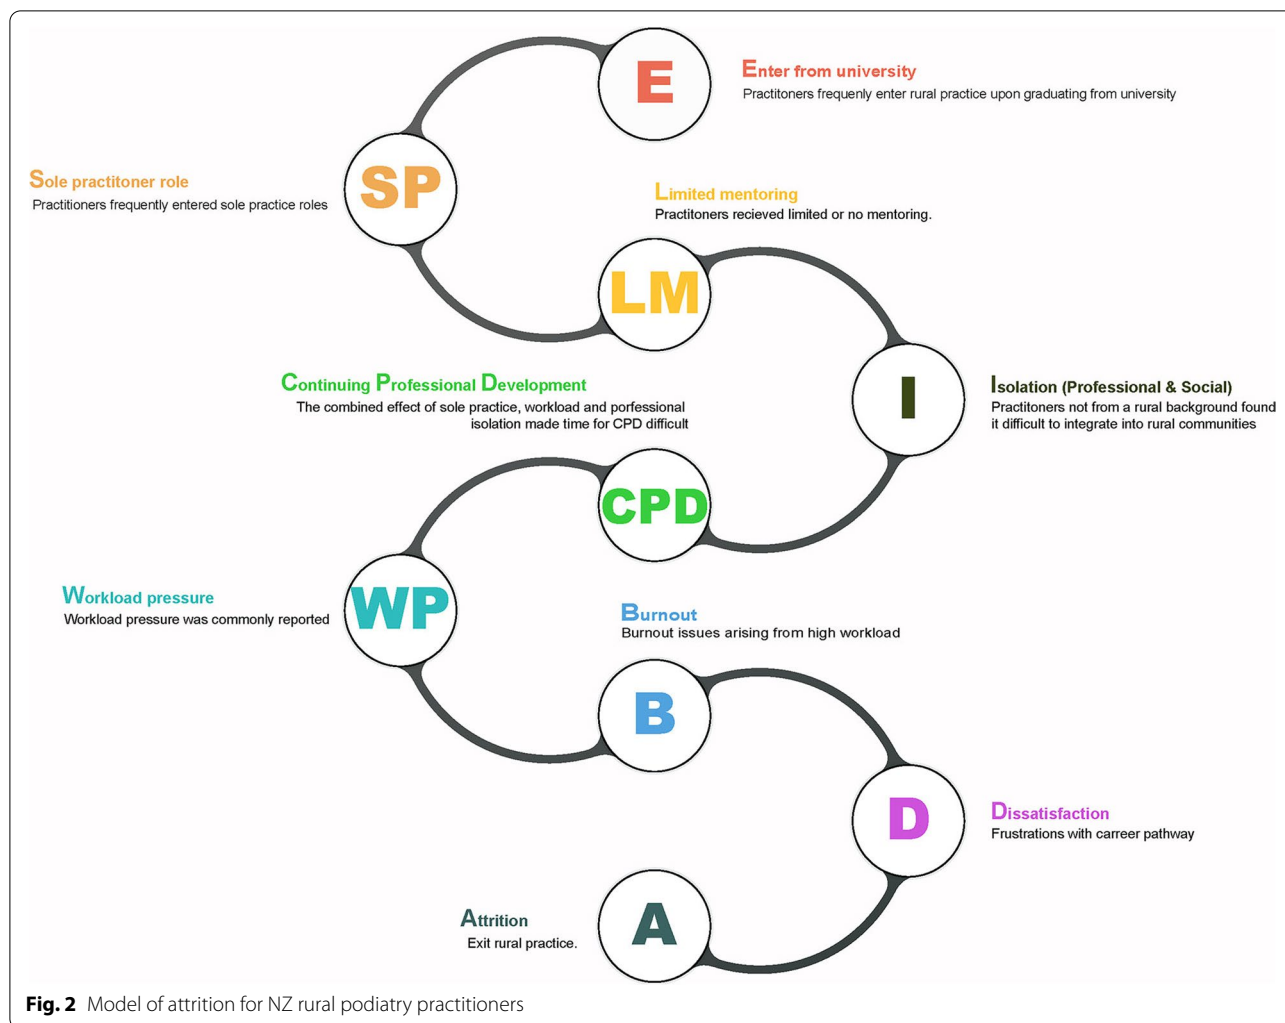 E
Enter from university
Practitoners frequenly enter rural practice upon graduating from university
SP
Sole practitoner role
Practitioners frequently entered sole practice roles
Limited mentoring
Practitoners recieved limited or no mentoring.
LM
I
Isolation (Professional & Social)
Practitoners not from a rural background found
it difficult to integrate into rural communities
Continuing Professional Development
The combined effect of sole practice, workload and porfessional
isolation made time for CPD difficult
CPD
WP
Workload pressure
Workload pressure was commonly reported
Burnout
Burnout issues arising from high workload
B
D
Dissatisfaction
Frustrations with carreer pathway
A
Attrition
Exit rural practice.
Fig. 2 Model of attrition for NZ rural podiatry practitioners